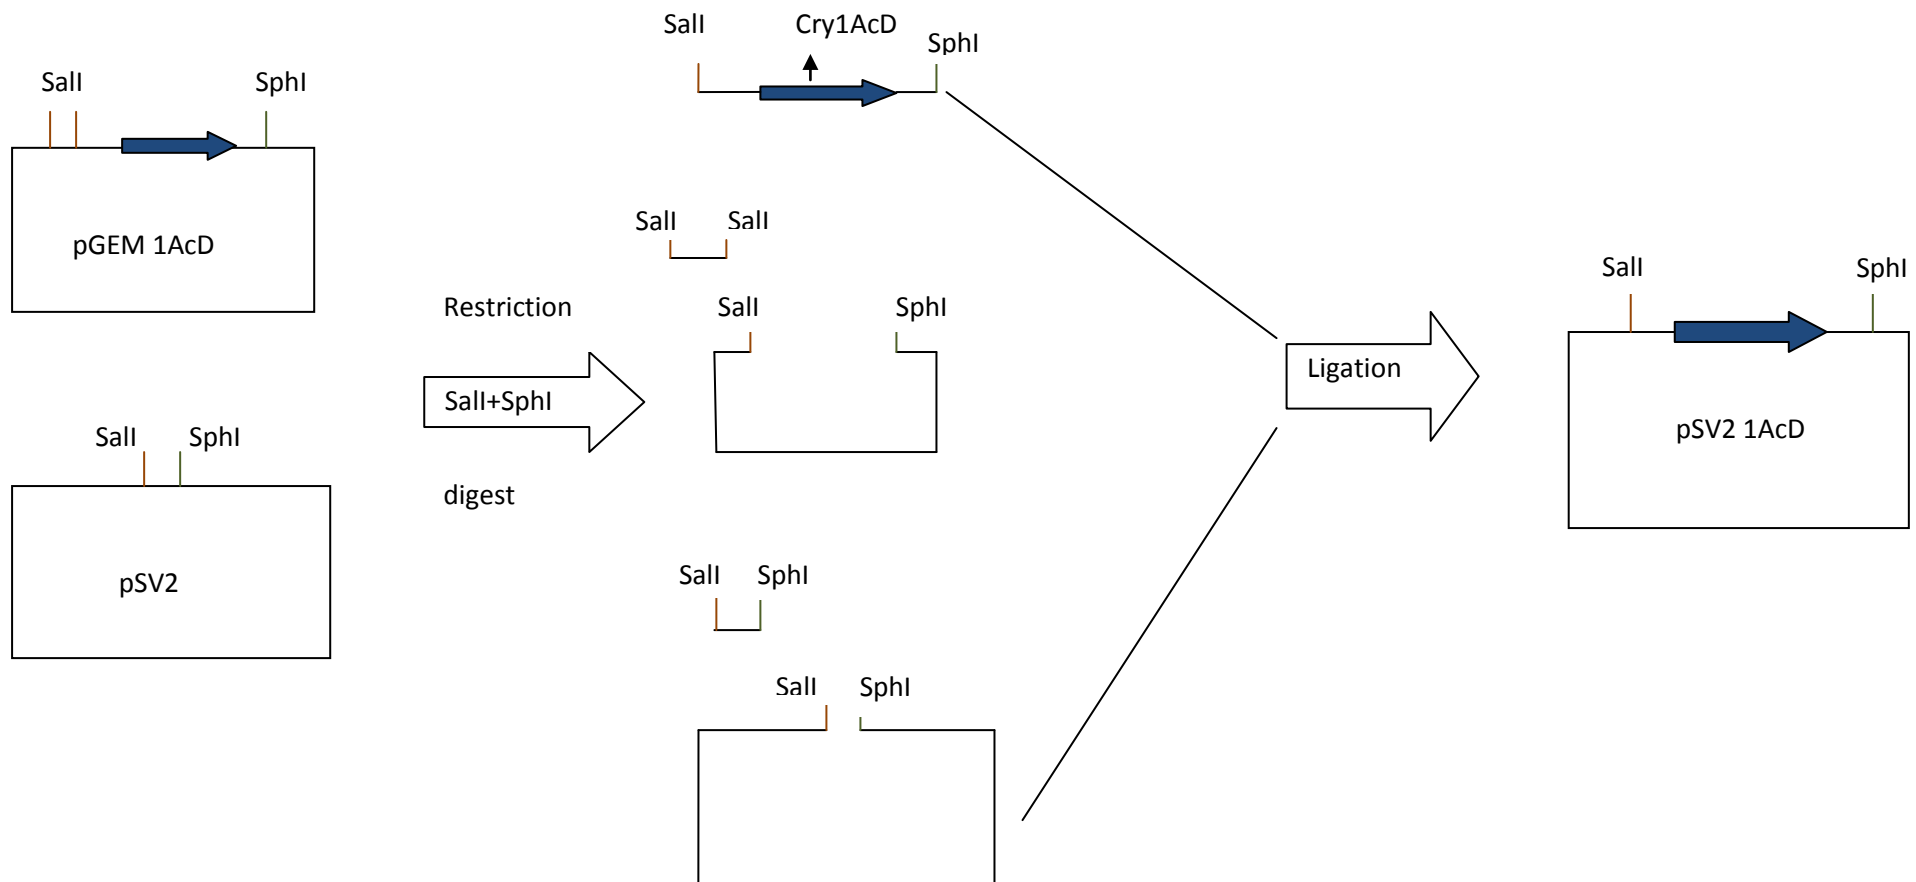 SalI
SphI
pGEM 1AcD
SalI
SphI
pSV2
Restriction
SalI+SphI
digest
SalI
Cry1AcD
SphI
SalI
SalI
SalI
SphI
SalI
SphI
SalI
SphI
Ligation
SalI
SphI
pSV2 1AcD